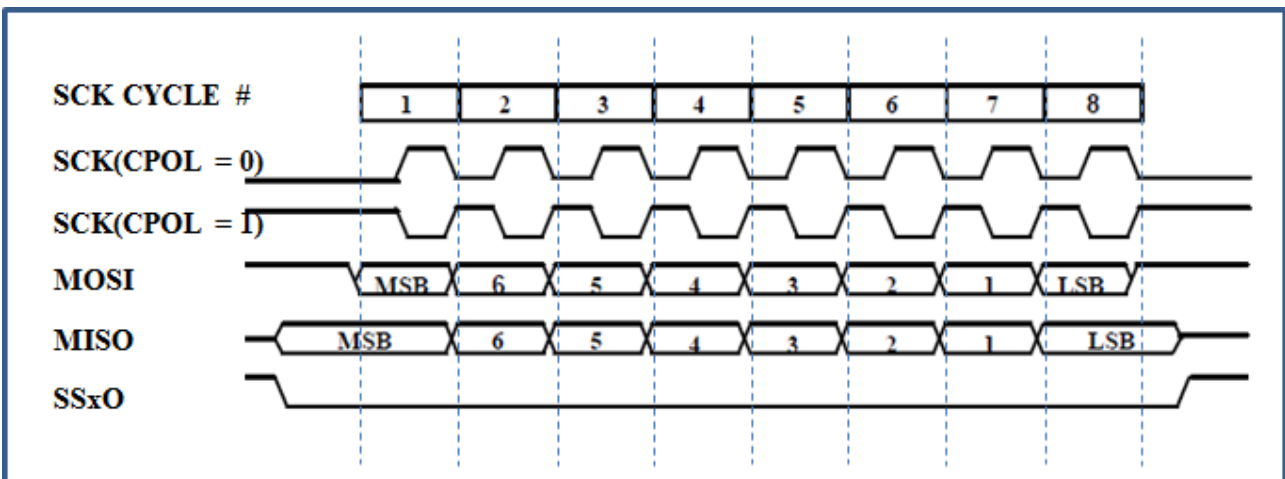 SCK CYCLE # 1 2 3 4 5 6 7 8
SCK(CPOL = 0)
SCK(CPOL = 1)
MOSI MSB 6 5 4 3 2 1 LSB
MISO MSB 6 5 4 3 2 1 LSB
SSxO